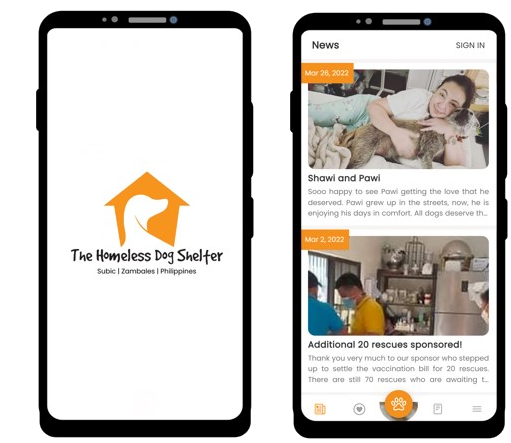 The Homeless Dog Shelter
Subic | Zambales | Philippines
News
SIGN IN
Mar 26, 2022
Shawi and Pawi
Sooo happy to see Pawi getting the love that he
deserved. Pawi grew up in the streets, now, he is
enjoying his days in comfort. All dogs deserve th...
Mar 2, 2022
Additional 20 rescues sponsored!
Thank you very much to our sponsor who stepped
up to settle the vaccination bill for 20 rescues.
There are still 70 rescues who are awaiting t...